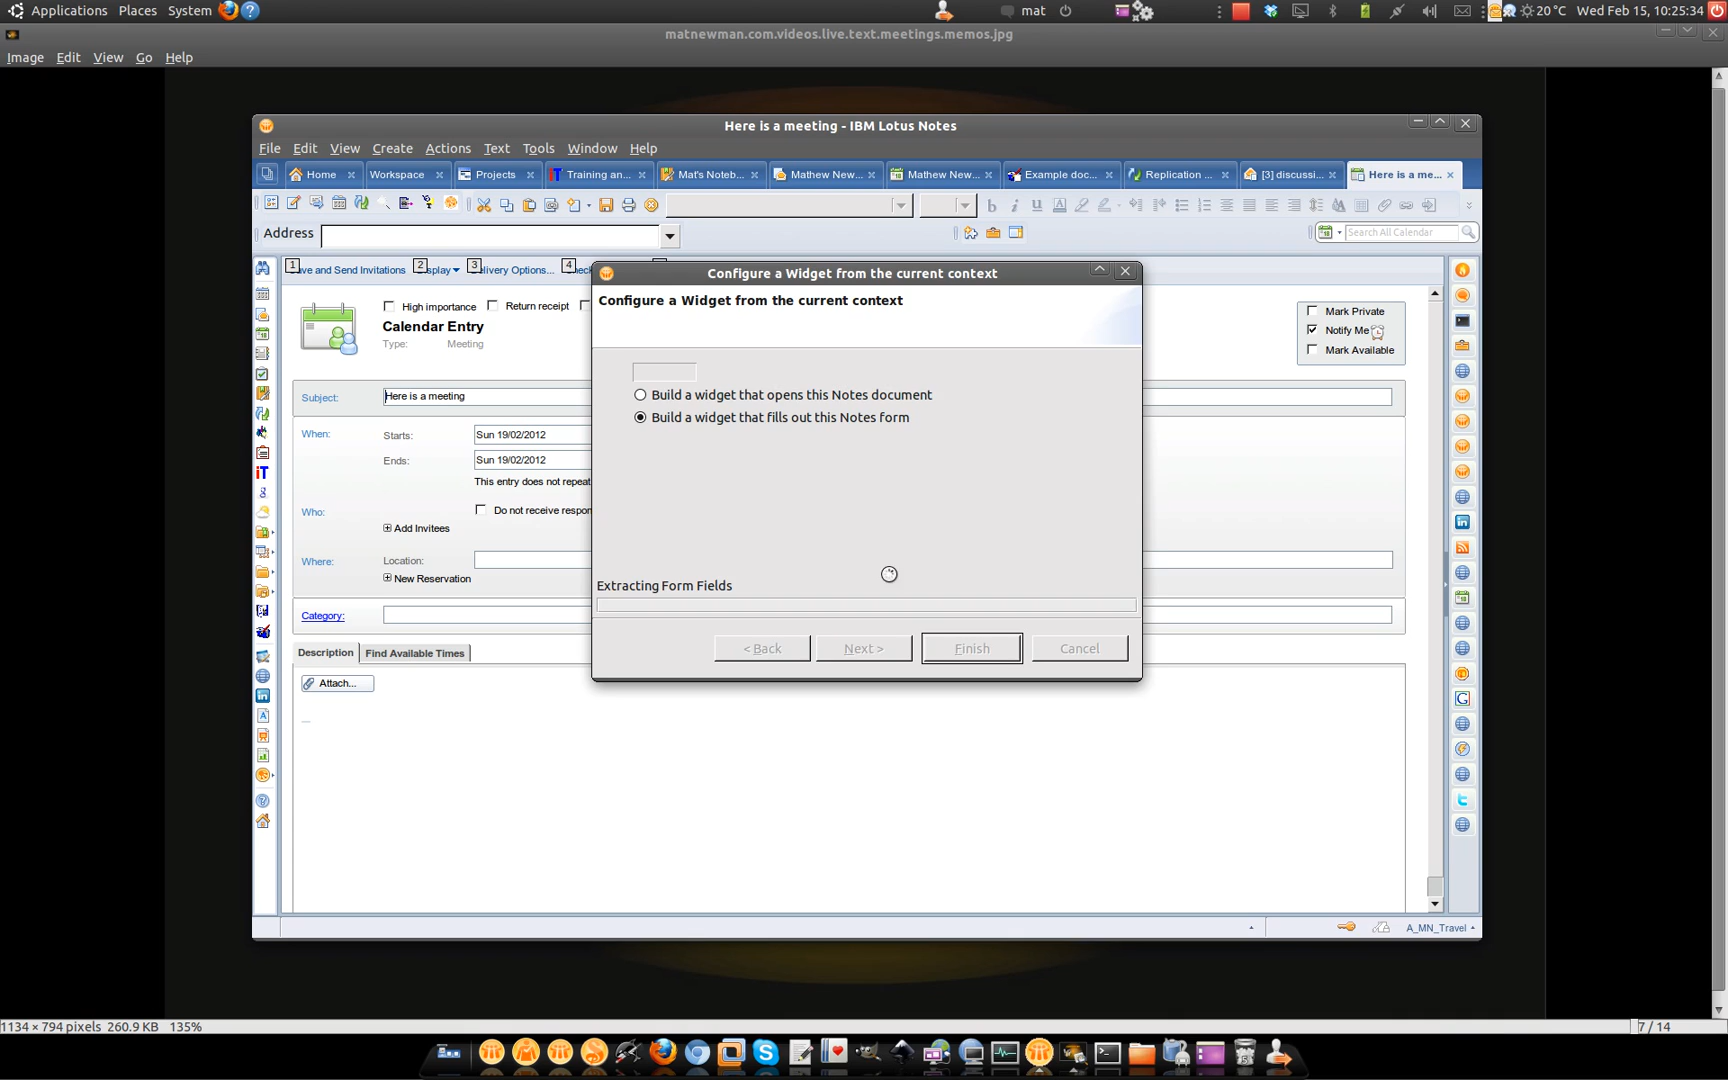 Applications Places System mat 20 °C Wed Feb 15, 10:25:34
matnewman.com.videos.live.text.meetings.memos.jpg
Image Edit View Go Help
Here is a meeting - IBM Lotus Notes
File Edit View Create Actions Text Tools Window Help
Home Workspace Projects Training an... Mat's Noteb... Mathew New... Mathew New... Example doc... Replication ... [3] discussi... Here is a me...
Address
Search All Calendar
1 ave and Send Invitations 2 isplay 3 elivery Options... 4 heck
Configure a Widget from the current context
Configure a Widget from the current context
High importance Return receipt
Calendar Entry
Type: Meeting
Mark Private
Notify Me
Mark Available
Subject: Here is a meeting
Build a widget that opens this Notes document
Build a widget that fills out this Notes form
When: Starts: Sun 19/02/2012
Ends: Sun 19/02/2012
This entry does not repeat
Who: Do not receive respon
Add Invitees
Where: Location:
New Reservation
Extracting Form Fields
Category:
< Back Next > Finish Cancel
Description Find Available Times
Attach...
A_MN_Travel
1134 × 794 pixels 260.9 KB 135% 7 / 14